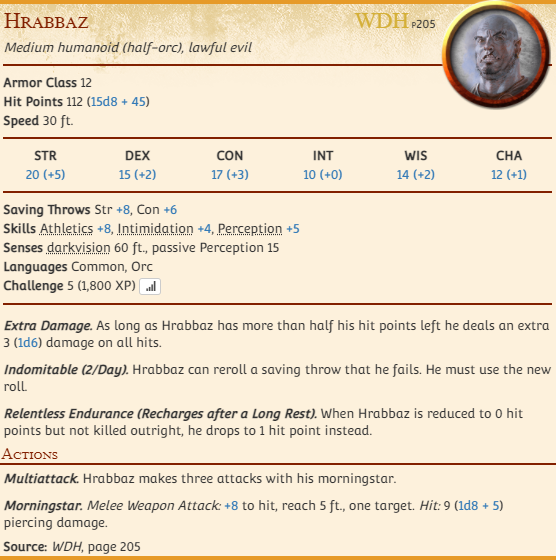 Hrabbaz WDH p205
Medium humanoid (half-orc), lawful evil
Armor Class 12
Hit Points 112 (15d8 + 45)
Speed 30 ft.
STR DEX CON INT WIS CHA
20 (+5) 15 (+2) 17 (+3) 10 (+0) 14 (+2) 12 (+1)
Saving Throws Str +8, Con +6
Skills Athletics +8, Intimidation +4, Perception +5
Senses darkvision 60 ft., passive Perception 15
Languages Common, Orc
Challenge 5 (1,800 XP)
Extra Damage. As long as Hrabbaz has more than half his hit points left he deals an extra
3 (1d6) damage on all hits.
Indomitable (2/Day). Hrabbaz can reroll a saving throw that he fails. He must use the new
roll.
Relentless Endurance (Recharges after a Long Rest). When Hrabbaz is reduced to 0 hit
points but not killed outright, he drops to 1 hit point instead.
Actions
Multiattack. Hrabbaz makes three attacks with his morningstar.
Morningstar. Melee Weapon Attack: +8 to hit, reach 5 ft., one target. Hit: 9 (1d8 + 5)
piercing damage.
Source: WDH, page 205